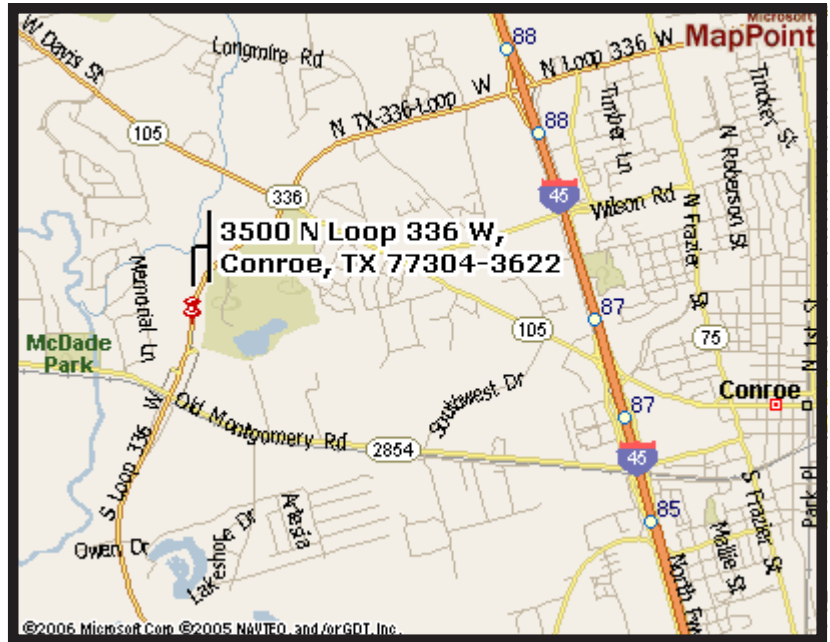 Microsoft
MapPoint
88
W Davis St
Longmire Rd
N Loop 336 W
N TX-336-Loop W
Timber Ln
105
88
N Roberson St
336
45
Wilson Rd
N Frazier St
3500 N Loop 336 W,
Conroe, TX 77304-3622
Memorial Ln
87
N 1st St
McDade
Park
105
75
Southwest Dr
Conroe
Old Montgomery Rd
87
2854
S Loop 336 W
45
S Frazier St
Park Pl
Artesia
85
Lakeshore Dr
Owen Dr
Mallie St
North Fwy
©2006 Microsoft Corp ©2005 NAVTEQ, and/or GDT, Inc.